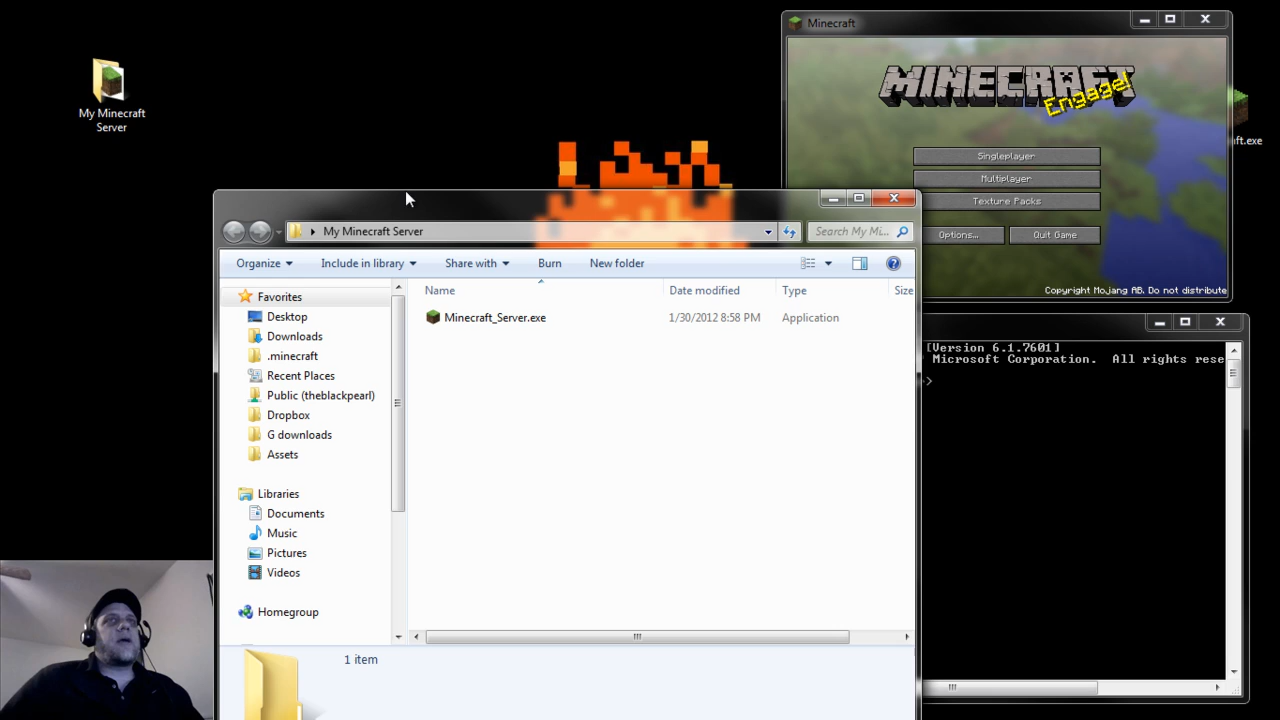 My Minecraft
Server
Minecraft
MINECRAFT
Engage!
Singleplayer
Multiplayer
Texture Packs
Options...
Quit Game
Copyright Mojang AB. Do not distribute
ft.exe
My Minecraft Server
Search My Mi...
Organize
Include in library
Share with
Burn
New folder
Name
Date modified
Type
Size
Minecraft_Server.exe
1/30/2012 8:58 PM
Application
Favorites
Desktop
Downloads
.minecraft
Recent Places
Public (theblackpearl)
Dropbox
G downloads
Assets
Libraries
Documents
Music
Pictures
Videos
Homegroup
1 item
[Version 6.1.7601]
Microsoft Corporation. All rights rese
>